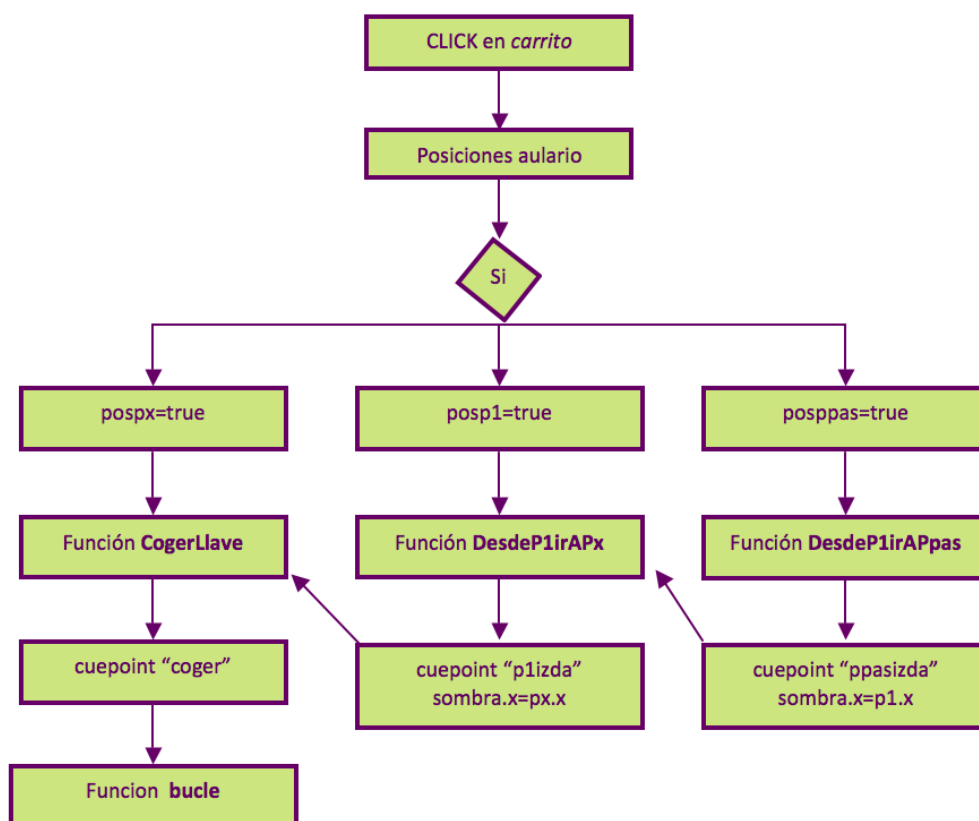 CLICK en carrito
Posiciones aulario
Si
pospx=true
posp1=true
posppas=true
Función CogerLlave
Función DesdeP1irAPx
Función DesdeP1irAPpas
cuepoint “coger”
cuepoint “p1izda”
sombra.x=px.x
cuepoint “ppasizda”
sombra.x=p1.x
Funcion bucle